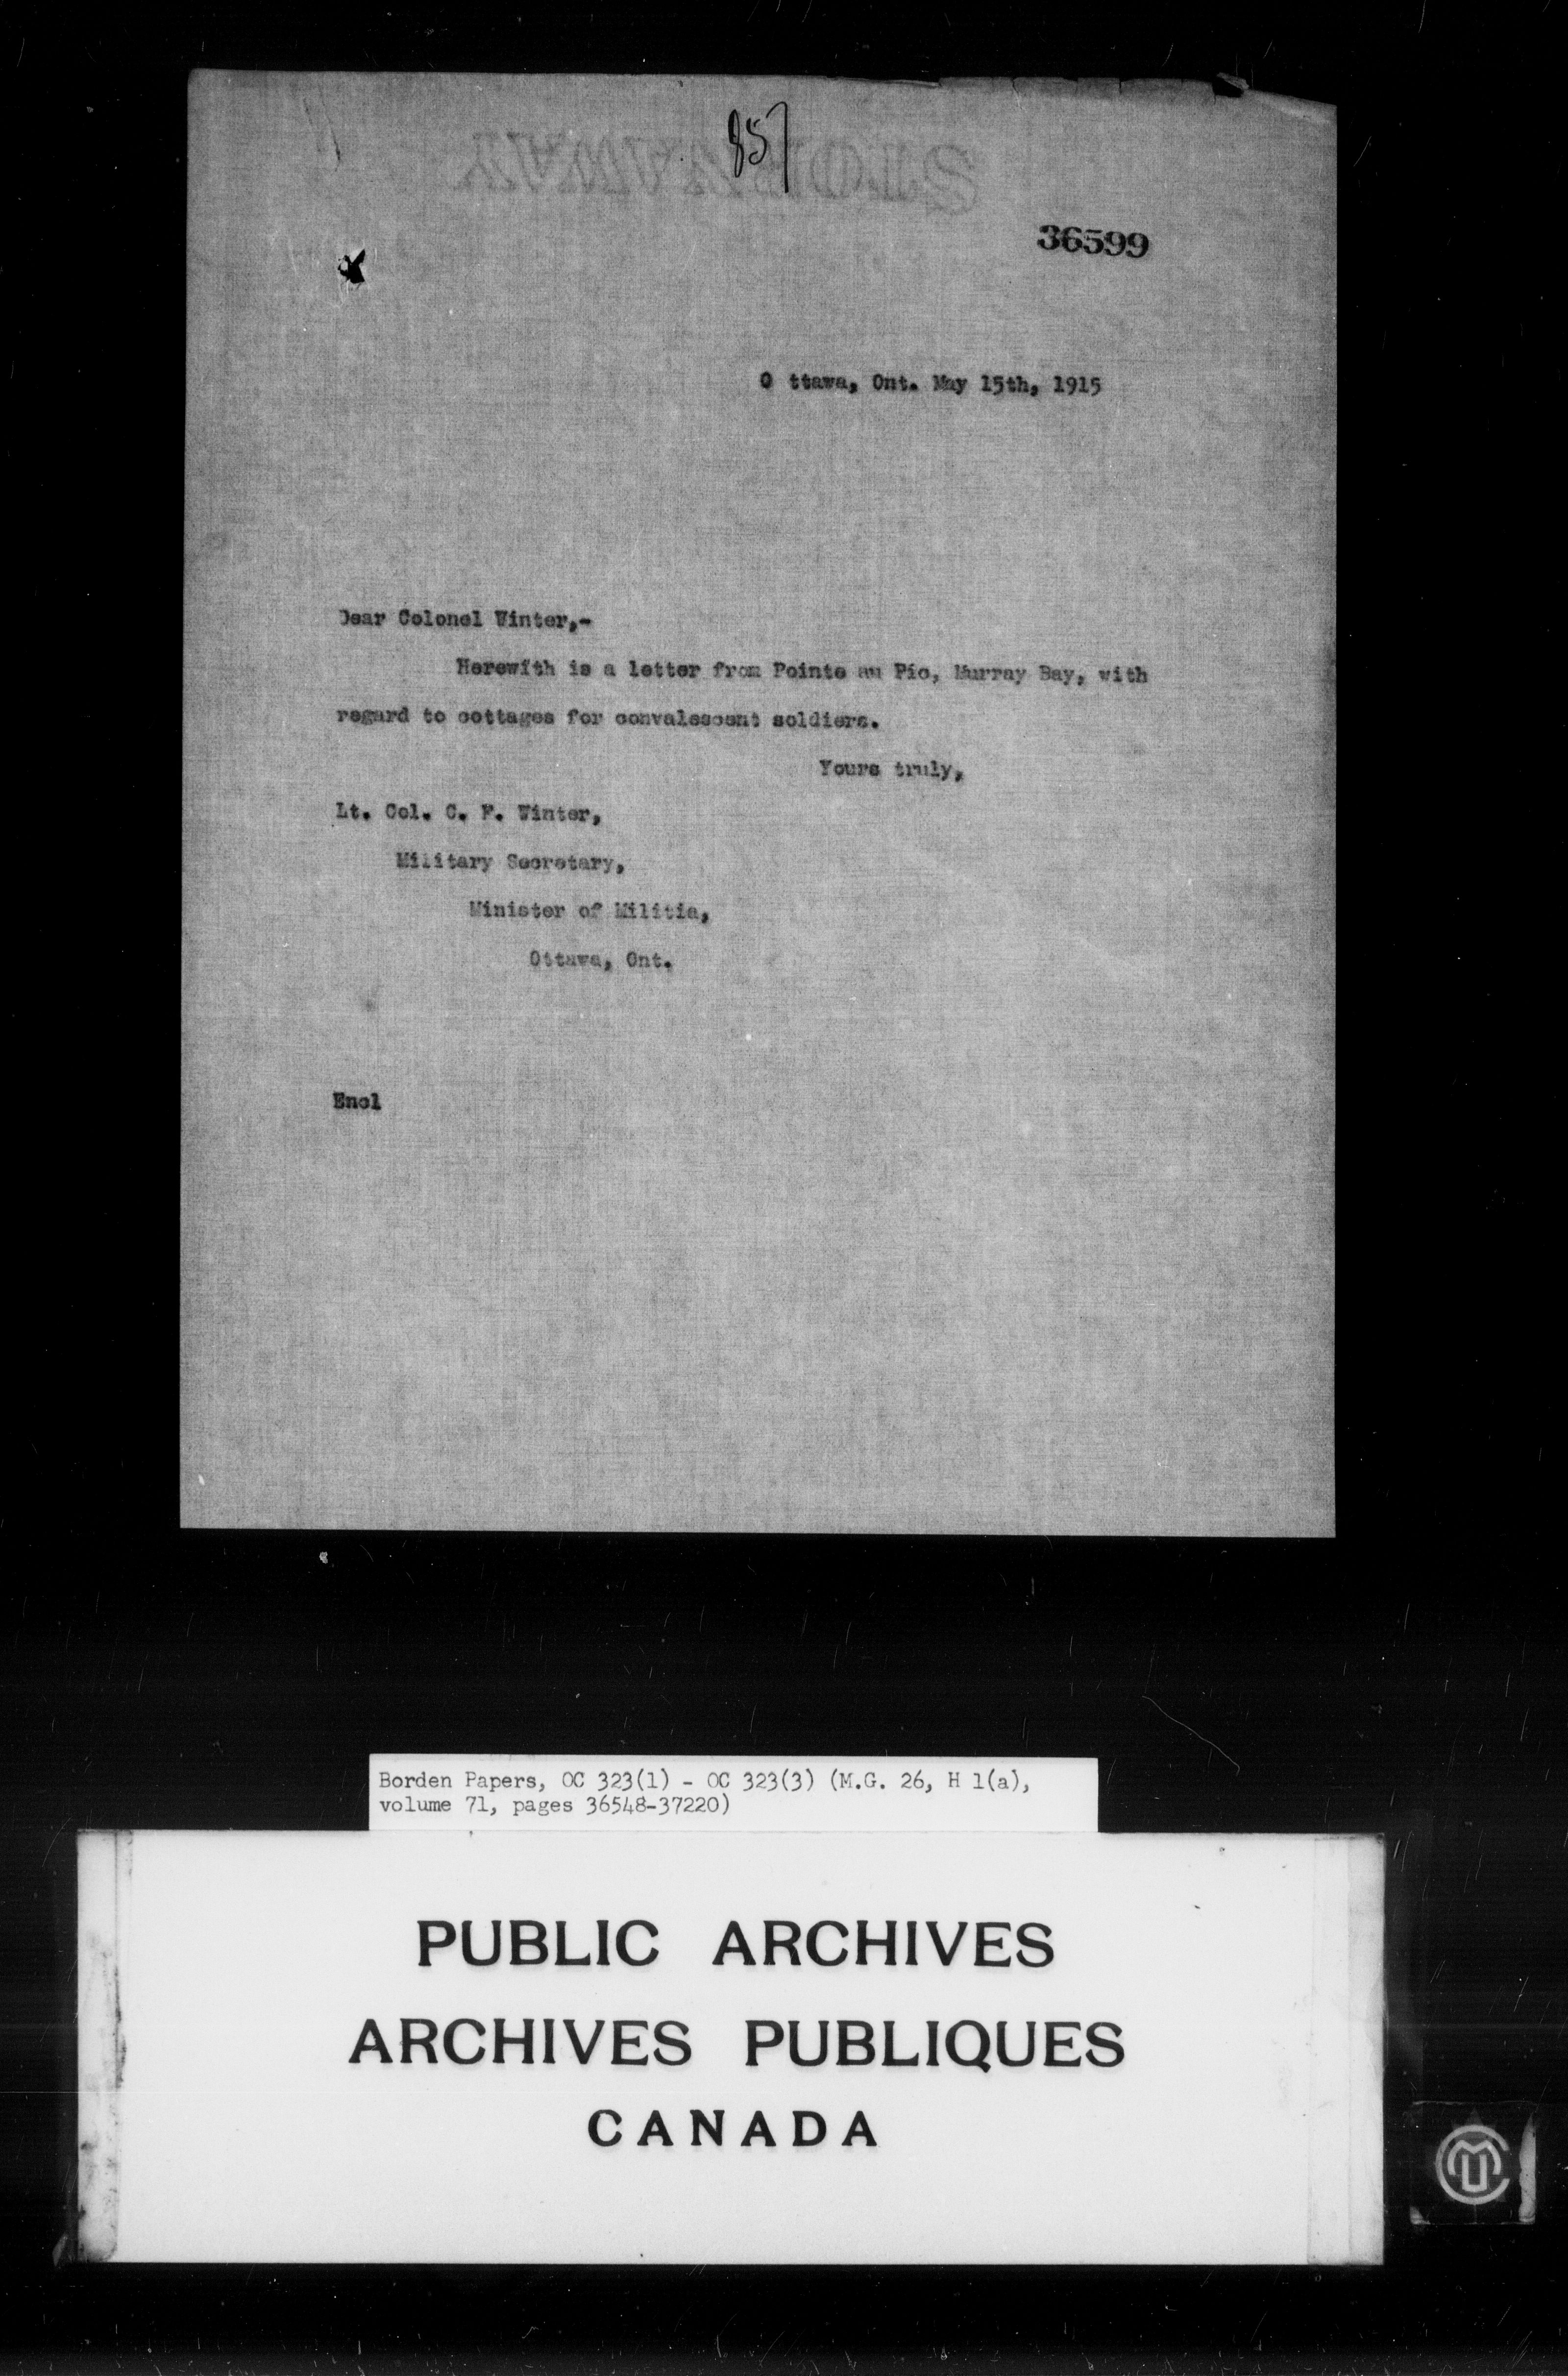 857
36599
O ttawa, Ont. May 15th, 1915
Dear Colonel Winter,-
Herewith is a letter from Pointe au Pic, Murray Bay, with
regard to cottages for convalescent soldiers.
Yours truly,
Lt. Col. C. F. Winter,
Military Secretary,
Minister of Militia,
Ottawa, Ont.
Encl
Borden Papers, OC 323(1) - OC 323(3) (M.G. 26, H 1(a),
volume 71, pages 36548-37220)
PUBLIC ARCHIVES
ARCHIVES PUBLIQUES
CANADA